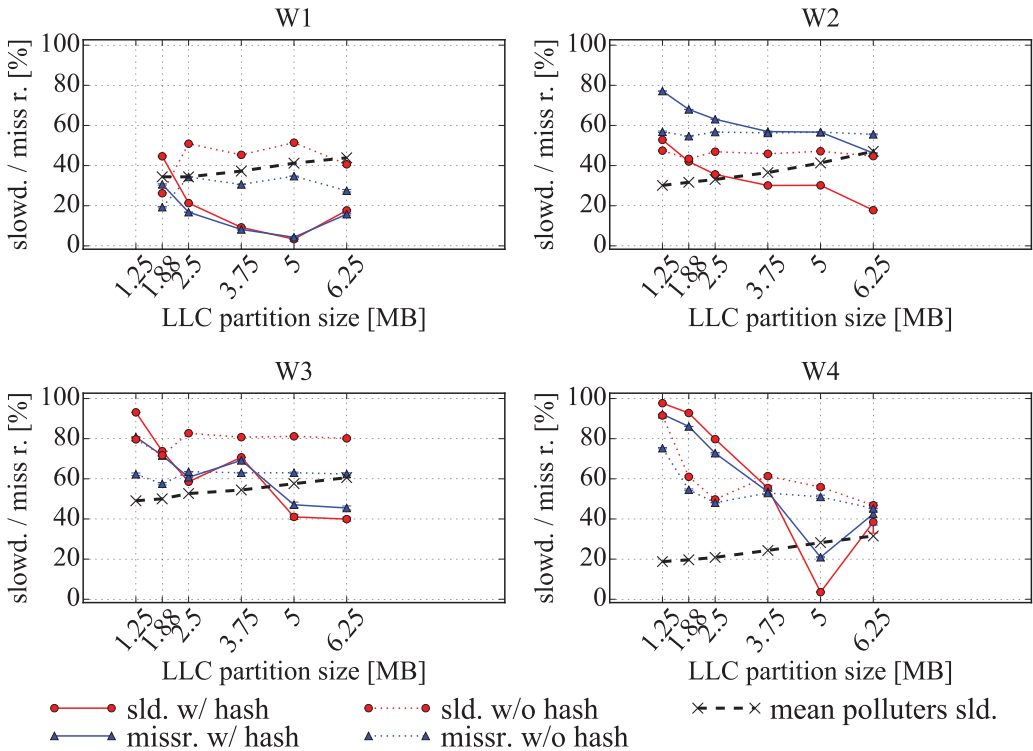 W1
slowd. / miss r. [%]
100
80
60
40
20
0
1.25
1.88
2.5
3.75
5
6.25
LLC partition size [MB]
W2
slowd. / miss r. [%]
100
80
60
40
20
0
1.25
1.88
2.5
3.75
5
6.25
LLC partition size [MB]
W3
slowd. / miss r. [%]
100
80
60
40
20
0
1.25
1.88
2.5
3.75
5
6.25
LLC partition size [MB]
W4
slowd. / miss r. [%]
100
80
60
40
20
0
1.25
1.88
2.5
3.75
5
6.25
LLC partition size [MB]
sld. w/ hash
sld. w/o hash
mean polluters sld.
missr. w/ hash
missr. w/o hash